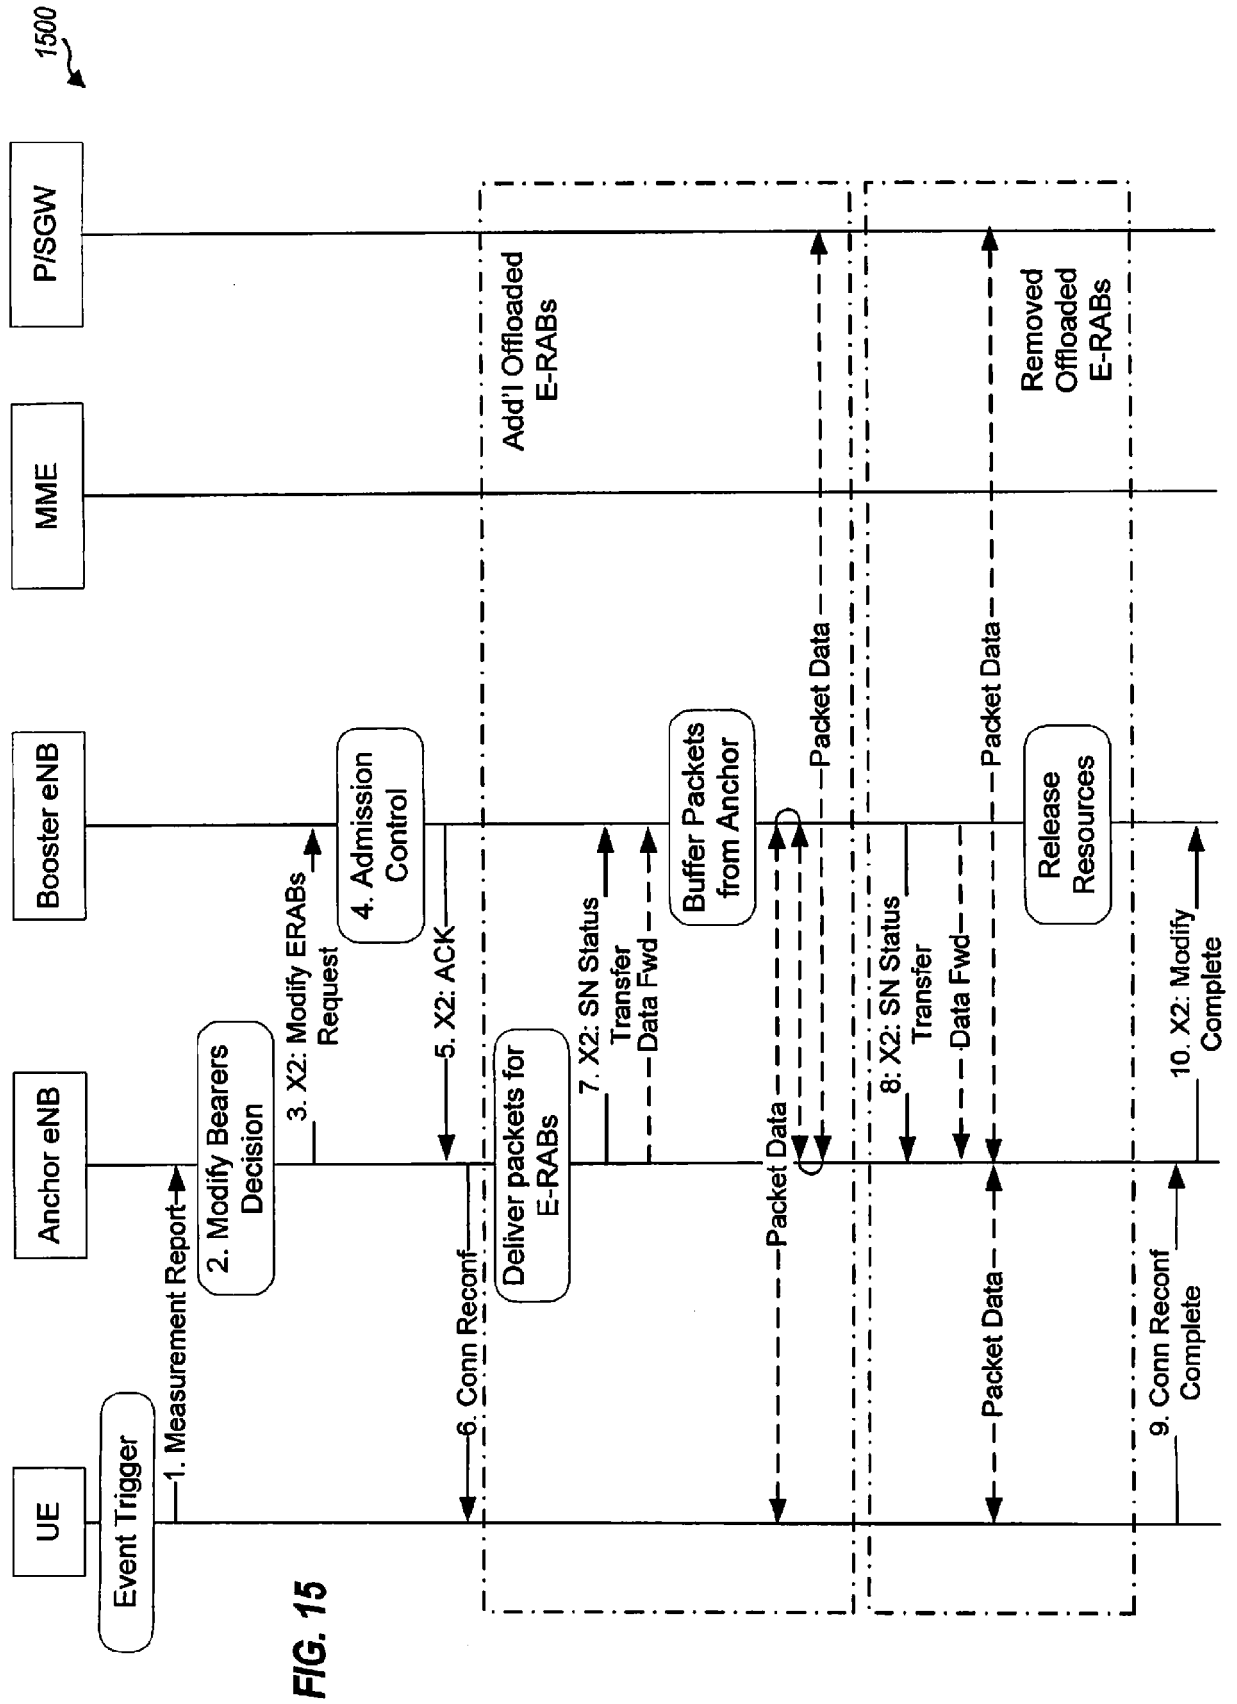 1500
UE
Anchor eNB
Booster eNB
MME
P/SGW
Event Trigger
1. Measurement Report
2. Modify Bearers
Decision
3. X2: Modify ERABs
Request
4. Admission
Control
5. X2: ACK
6. Conn Reconf
Add'l Offloaded
E-RABs
Deliver packets for
E-RABs
7. X2: SN Status
Transfer
Data Fwd
Buffer Packets
from Anchor
Packet Data
Packet Data
8: X2: SN Status
Transfer
Data Fwd
Packet Data
Packet Data
Removed
Offloaded
E-RABs
Release
Resources
9. Conn Reconf
Complete
10. X2: Modify
Complete
FIG. 15